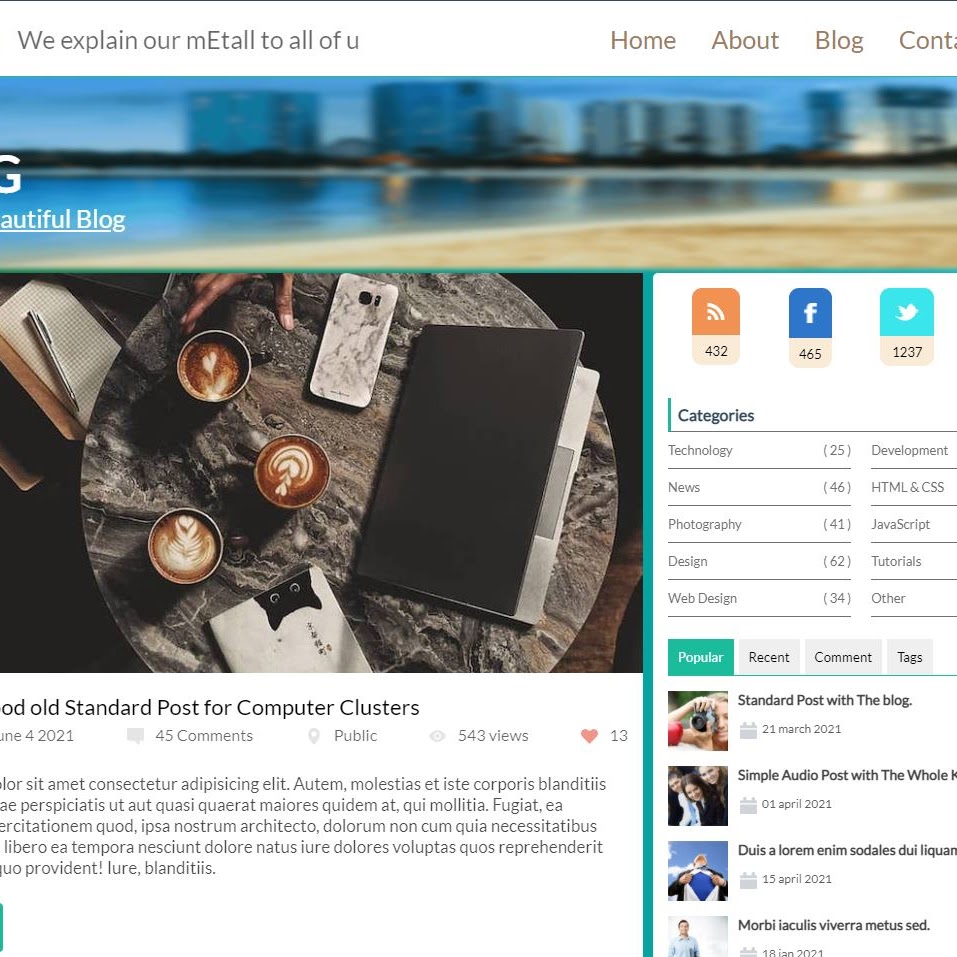 We explain our mEtall to all of u
Home About Blog Conta
G
autiful Blog
432 465 1237
Categories
Technology ( 25 ) Development
News ( 46 ) HTML & CSS
Photography ( 41 ) JavaScript
Design ( 62 ) Tutorials
Web Design ( 34 ) Other
Popular Recent Comment Tags
Standard Post with The blog.
21 march 2021
Simple Audio Post with The Whole K
01 april 2021
Duis a lorem enim sodales dui liquam
15 april 2021
Morbi iaculis viverra metus sed.
18 jan 2021
ood old Standard Post for Computer Clusters
une 4 2021 45 Comments Public 543 views 13
olor sit amet consectetur adipisicing elit. Autem, molestias et iste corporis blanditiis
ae perspiciatis ut aut quasi quaerat maiores quidem at, qui mollitia. Fugiat, ea
ercitationem quod, ipsa nostrum architecto, dolorum non cum quia necessitatibus
libero ea tempora nesciunt dolore natus iure dolores voluptas quos reprehenderit
quo provident! Iure, blanditiis.